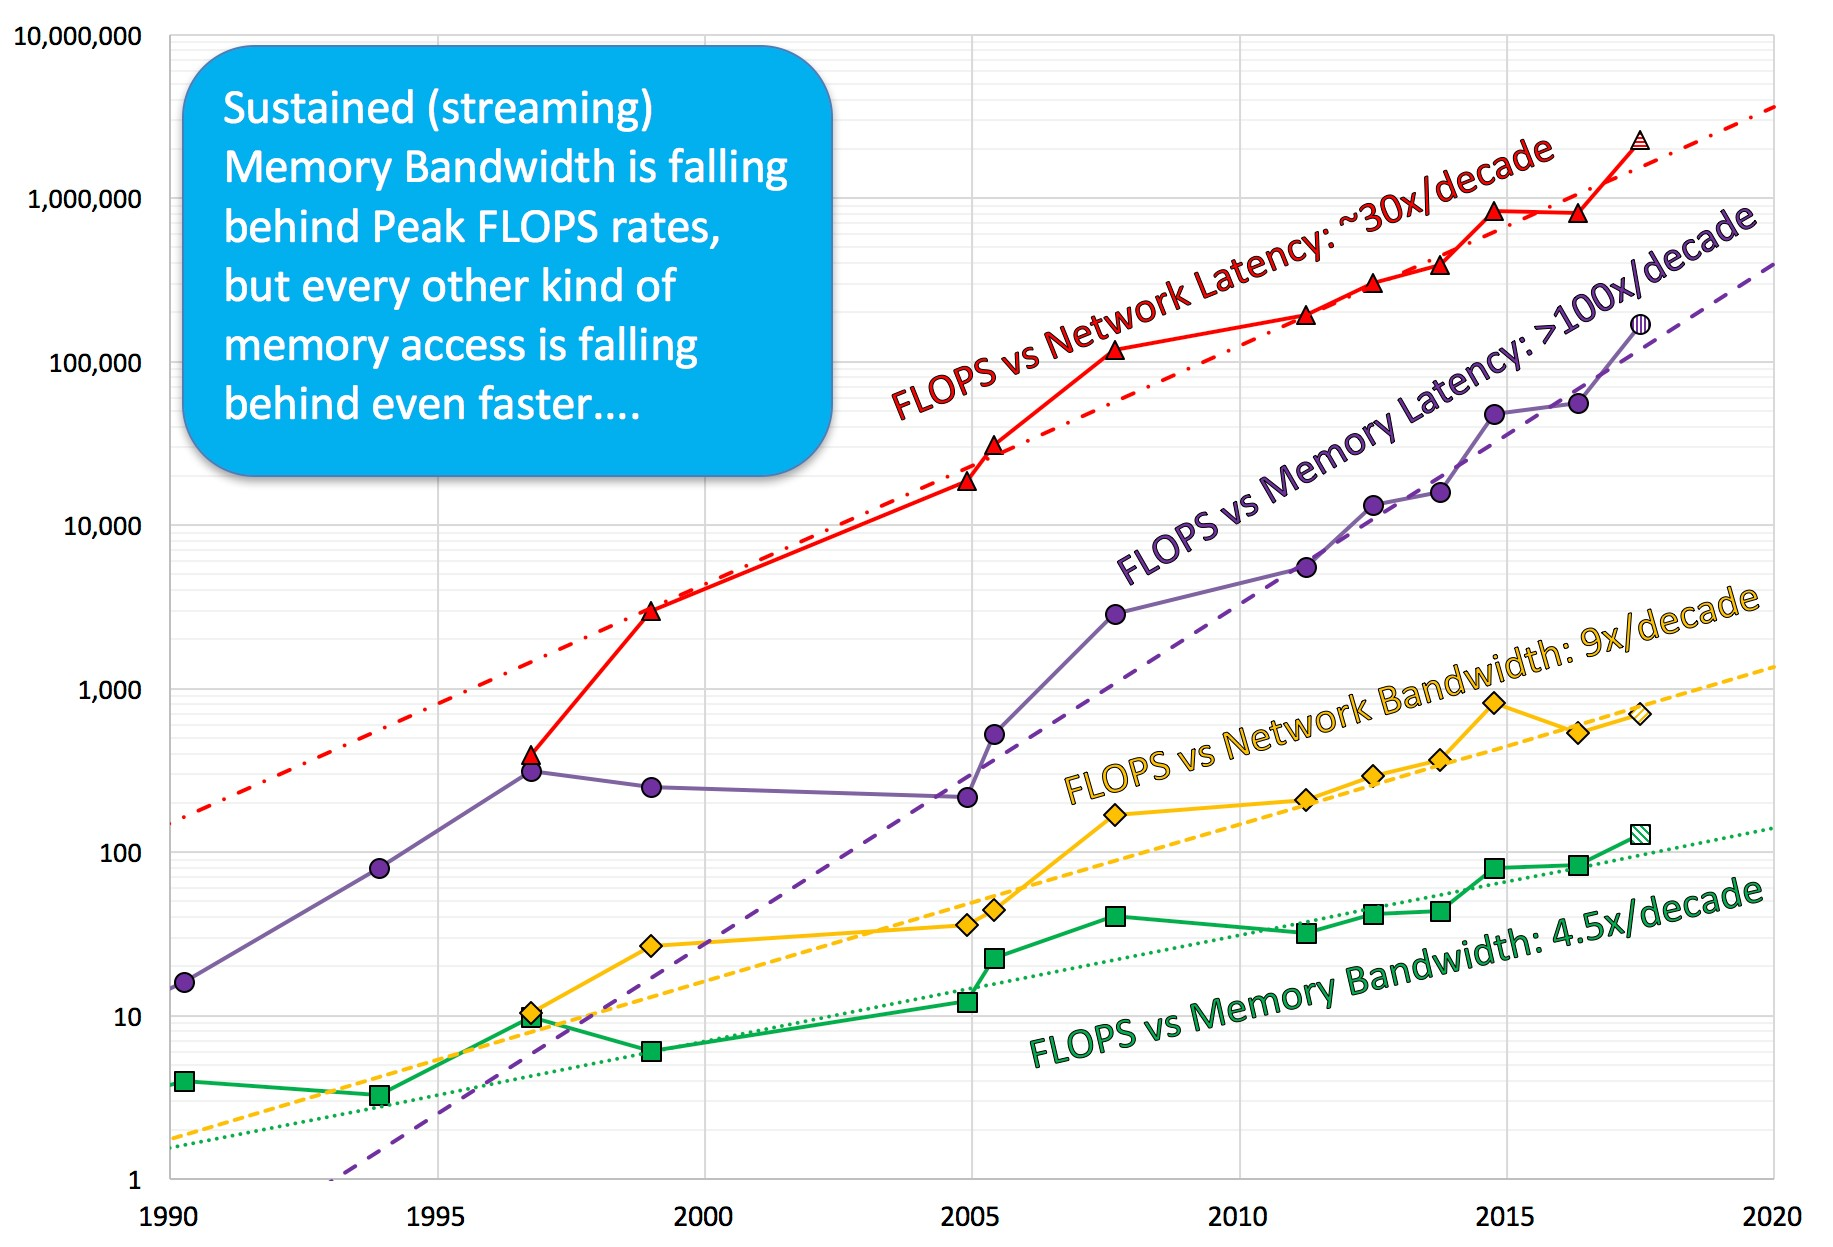 10,000,000
1,000,000
100,000
10,000
1,000
100
10
1
Sustained (streaming)
Memory Bandwidth is falling
behind Peak FLOPS rates,
but every other kind of
memory access is falling
behind even faster....
FLOPS vs Network Latency: ~30x/decade
FLOPS vs Memory Latency: >100x/decade
FLOPS vs Network Bandwidth: 9x/decade
FLOPS vs Memory Bandwidth: 4.5x/decade
1990 1995 2000 2005 2010 2015 2020